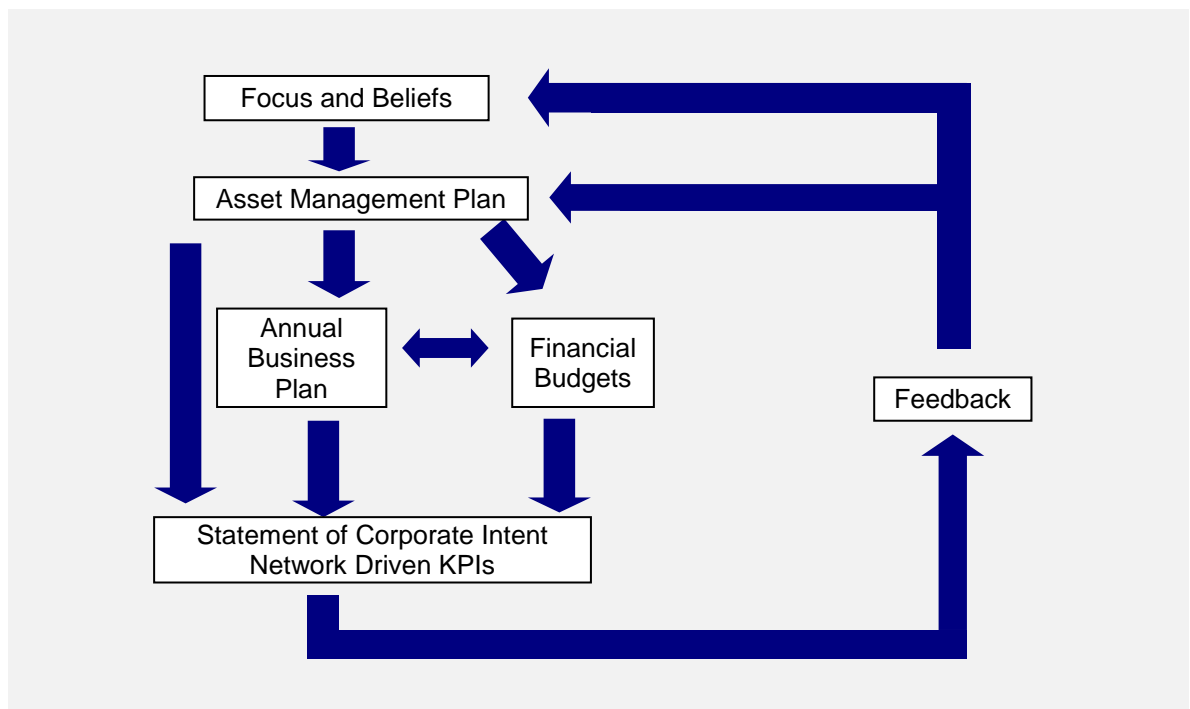 Focus and Beliefs
Asset Management Plan
Annual
Business
Plan
Financial
Budgets
Feedback
Statement of Corporate Intent
Network Driven KPIs